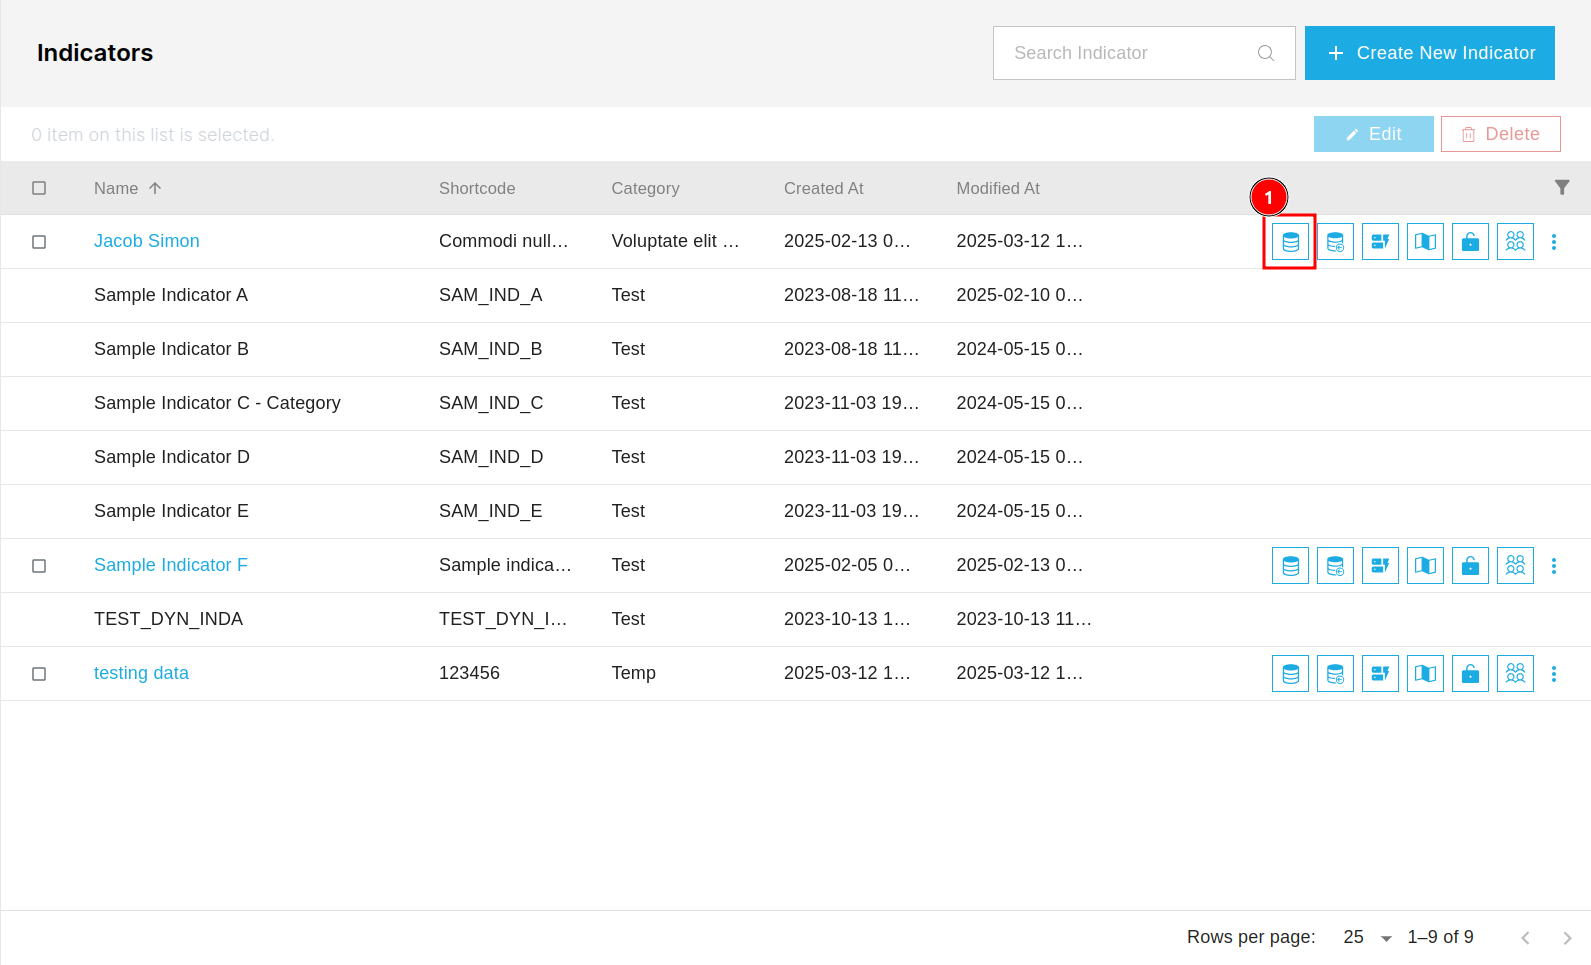 Indicators
Search Indicator
Create New Indicator
0 item on this list is selected.
Edit
Delete
Name Shortcode Category Created At Modified At
1
Jacob Simon Commodi null... Voluptate elit ... 2025-02-13 0... 2025-03-12 1...
Sample Indicator A SAM_IND_A Test 2023-08-18 11... 2025-02-10 0...
Sample Indicator B SAM_IND_B Test 2023-08-18 11... 2024-05-15 0...
Sample Indicator C - Category SAM_IND_C Test 2023-11-03 19... 2024-05-15 0...
Sample Indicator D SAM_IND_D Test 2023-11-03 19... 2024-05-15 0...
Sample Indicator E SAM_IND_E Test 2023-11-03 19... 2024-05-15 0...
Sample Indicator F Sample indica... Test 2025-02-05 0... 2025-02-13 0...
TEST_DYN_INDA TEST_DYN_I... Test 2023-10-13 1... 2023-10-13 11...
testing data 123456 Temp 2025-03-12 1... 2025-03-12 1...
Rows per page: 25 1–9 of 9